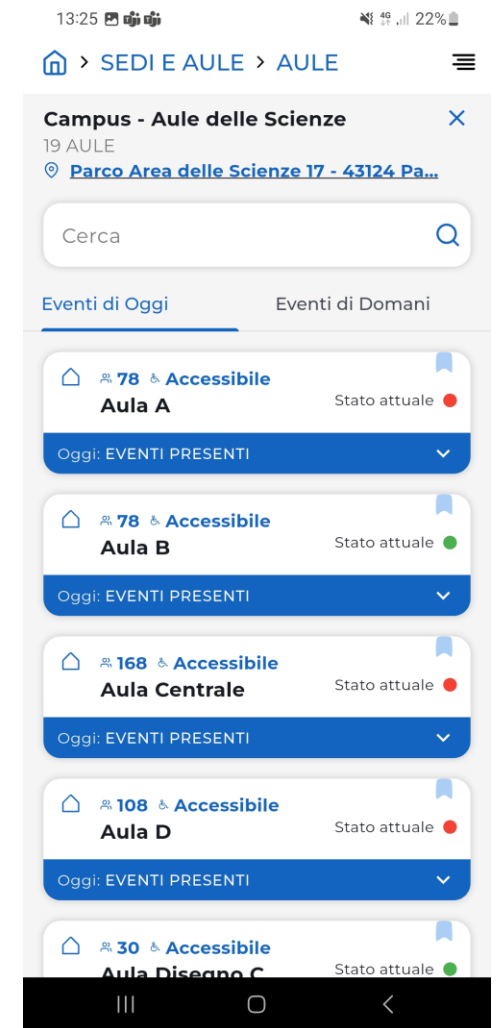 13:25 4G 22%
> SEDI E AULE > AULE
Campus - Aule delle Scienze
19 AULE
Parco Area delle Scienze 17 - 43124 Pa...
Cerca
Eventi di Oggi Eventi di Domani
78 Accessibile
Aula A Stato attuale
Oggi: EVENTI PRESENTI
78 Accessibile
Aula B Stato attuale
Oggi: EVENTI PRESENTI
168 Accessibile
Aula Centrale Stato attuale
Oggi: EVENTI PRESENTI
108 Accessibile
Aula D Stato attuale
Oggi: EVENTI PRESENTI
30 Accessibile
Aula Disegno C Stato attuale